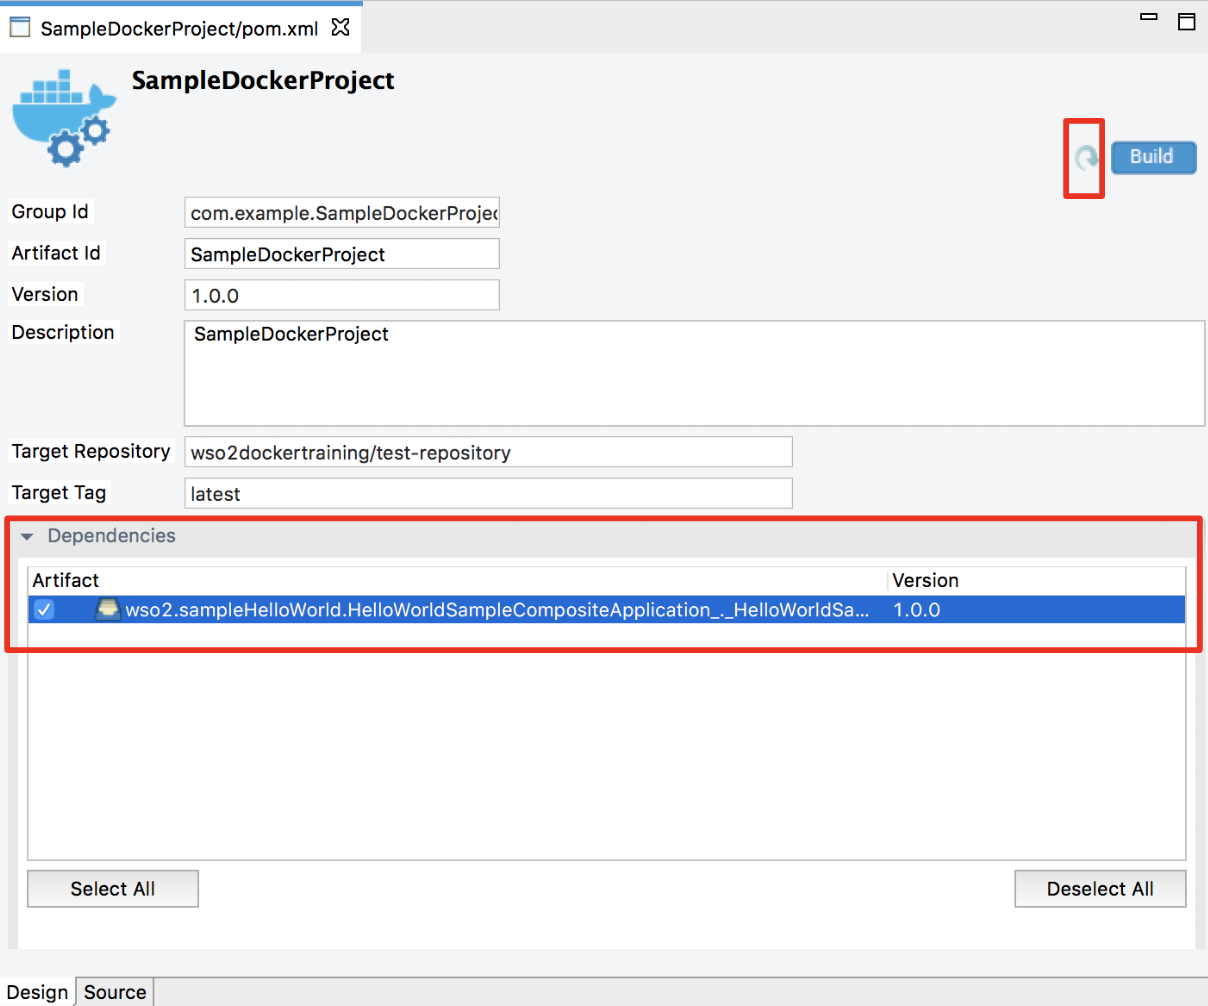 SampleDockerProject/pom.xml
SampleDockerProject
Build
Group Id
com.example.SampleDockerProjec
Artifact Id
SampleDockerProject
Version
1.0.0
Description
SampleDockerProject
Target Repository
wso2dockertraining/test-repository
Target Tag
latest
Dependencies
Artifact Version
wso2.sampleHelloWorld.HelloWorldSampleCompositeApplication_._HelloWorldSa... 1.0.0
Select All Deselect All
Design Source